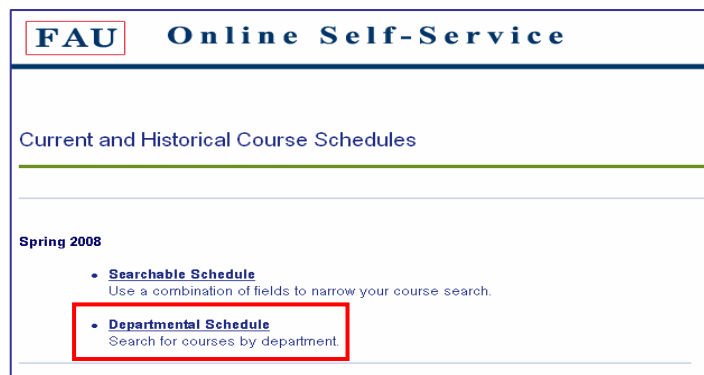 FAU Online Self-Service
Current and Historical Course Schedules
Spring 2008
Searchable Schedule
Use a combination of fields to narrow your course search.
Departmental Schedule
Search for courses by department.